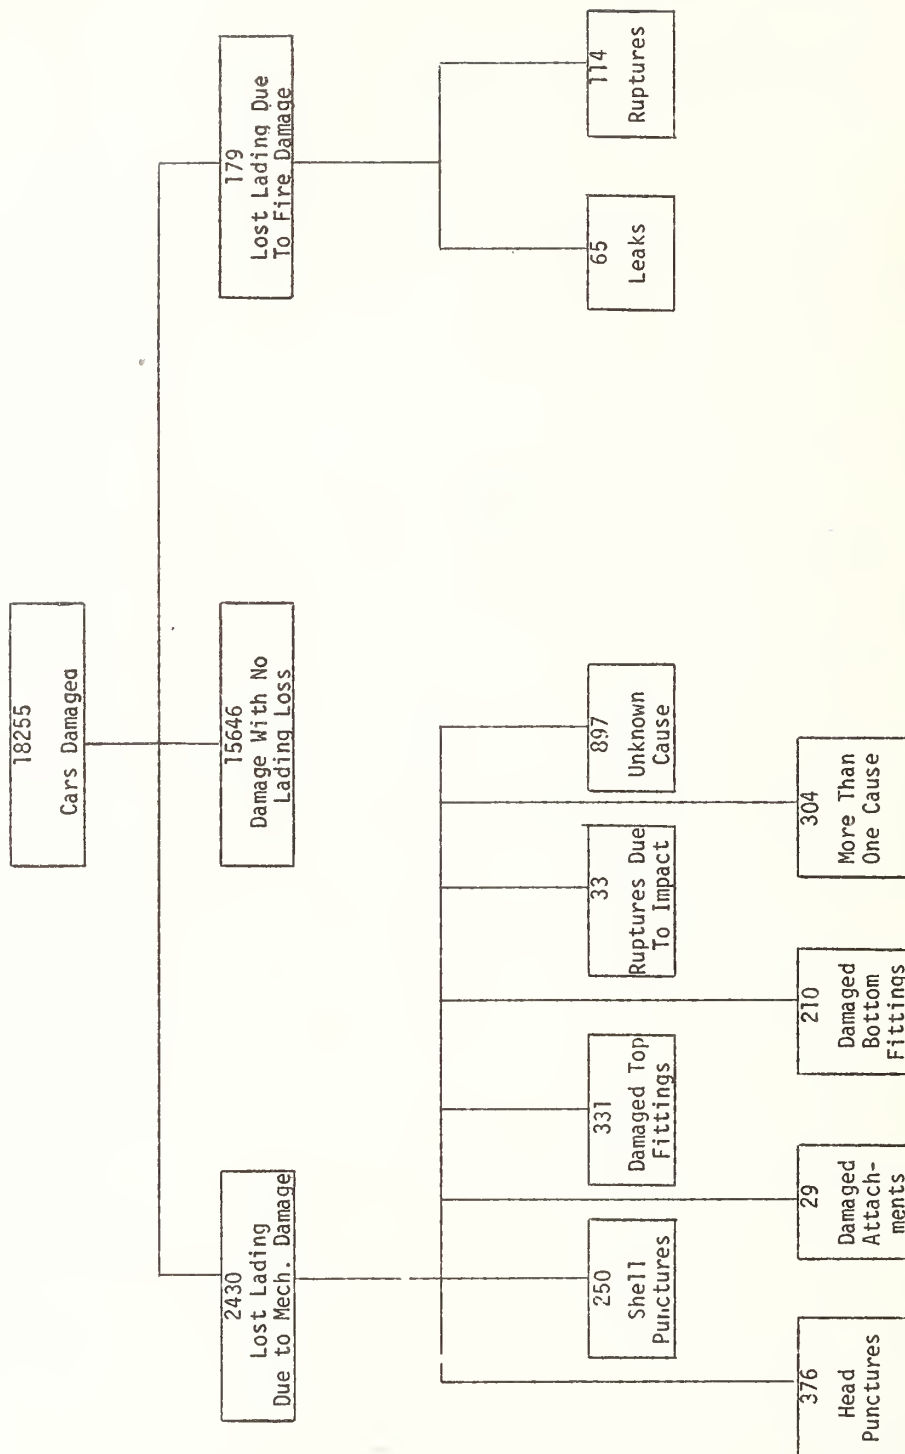 18255
Cars Damaged
2430
Lost Lading
Due to Mech. Damage
15646
Damage With No
Lading Loss
179
Lost Lading Due
To Fire Damage
250
Shell
Punctures
331
Damaged Top
Fittings
33
Ruptures Due
To Impact
897
Unknown
Cause
65
Leaks
114
Ruptures
376
Head
Punctures
29
Damaged
Attach-
ments
210
Damaged
Bottom
Fittings
304
More Than
One Cause